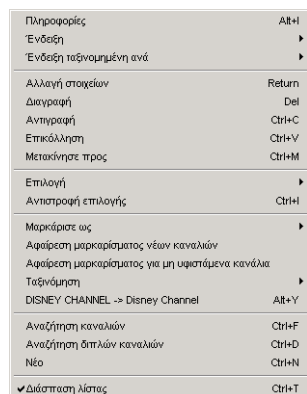 Πληροφορίες Alt+I
Ένδειξη
Ένδειξη ταξινομημένη ανά
Αλλαγή στοιχείων Return
Διαγραφή Del
Αντιγραφή Ctrl+C
Επικόλληση Ctrl+V
Μετακίνησε προς Ctrl+M
Επιλογή
Αντιστροφή επιλογής Ctrl+I
Μαρκάρισε ως
Αφαίρεση μαρκαρίσματος νέων καναλιών
Αφαίρεση μαρκαρίσματος για μη υφιστάμενα κανάλια
Ταξινόμηση
DISNEY CHANNEL -> Disney Channel Alt+Y
Αναζήτηση καναλιών Ctrl+F
Αναζήτηση διπλών καναλιών Ctrl+D
Νέο Ctrl+N
Διάσπαση λίστας Ctrl+T